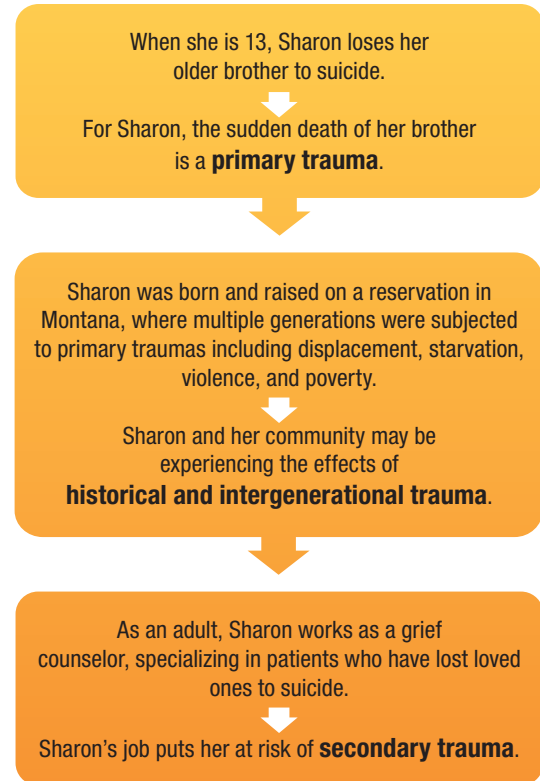 When she is 13, Sharon loses her
older brother to suicide.
For Sharon, the sudden death of her brother
is a primary trauma.
Sharon was born and raised on a reservation in
Montana, where multiple generations were subjected
to primary traumas including displacement, starvation,
violence, and poverty.
Sharon and her community may be
experiencing the effects of
historical and intergenerational trauma.
As an adult, Sharon works as a grief
counselor, specializing in patients who have lost loved
ones to suicide.
Sharon’s job puts her at risk of secondary trauma.